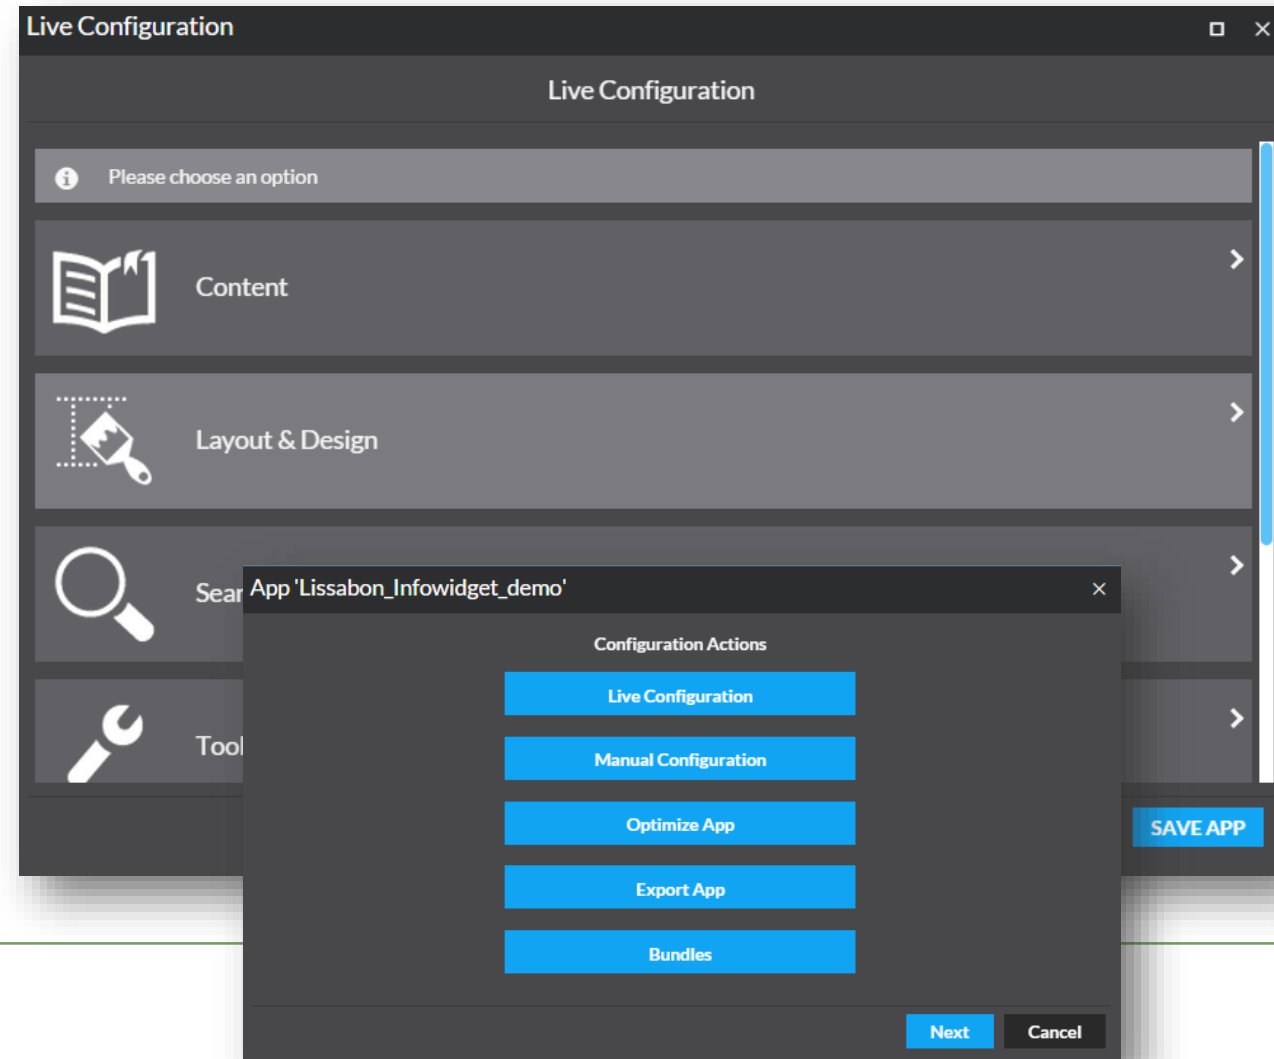 Live Configuration
Live Configuration
Please choose an option
Content
Layout & Design
Sear
Tool
SAVE APP
App 'Lissabon_Infowidget_demo'
Configuration Actions
Live Configuration
Manual Configuration
Optimize App
Export App
Bundles
Next Cancel